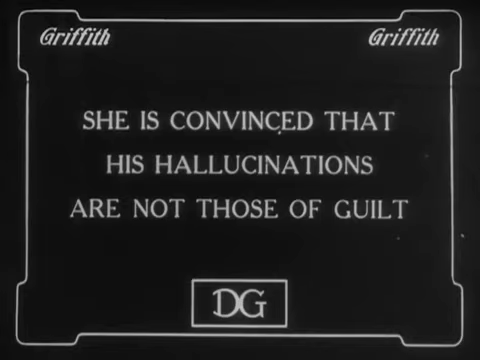 Griffith Griffith
SHE IS CONVINCED THAT
HIS HALLUCINATIONS
ARE NOT THOSE OF GUILT
DG